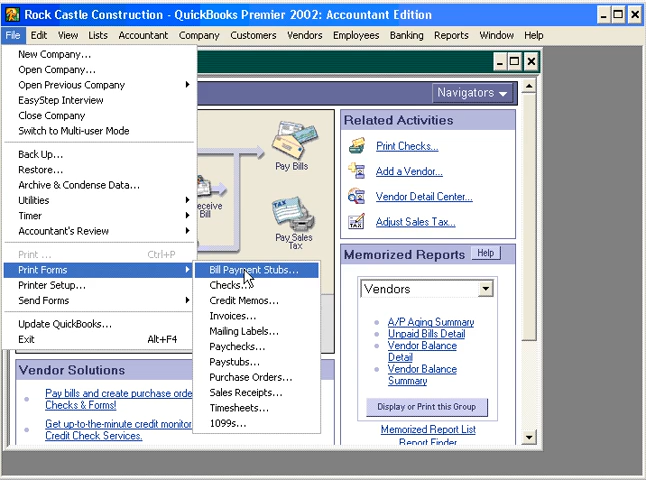 Rock Castle Construction - QuickBooks Premier 2002: Accountant Edition
File Edit View Lists Accountant Company Customers Vendors Employees Banking Reports Window Help
New Company...
Open Company...
Open Previous Company
EasyStep Interview
Close Company
Switch to Multi-user Mode
Back Up...
Restore...
Archive & Condense Data...
Utilities
Timer
Accountant's Review
Print ... Ctrl+P
Print Forms
Printer Setup...
Send Forms
Update QuickBooks...
Exit Alt+F4
Bill Payment Stubs...
Checks...
Credit Memos...
Invoices...
Mailing Labels...
Paychecks...
Paystubs...
Purchase Orders...
Sales Receipts...
Timesheets...
1099s...
Navigators
Pay Bills
Receive
Bill
Pay Sales
Tax
Related Activities
Print Checks...
Add a Vendor...
Vendor Detail Center...
TAX
Adjust Sales Tax...
Memorized Reports Help
Vendors
A/P Aging Summary
Unpaid Bills Detail
Vendor Balance
Detail
Vendor Balance
Summary
Display or Print this Group
Memorized Report List
Report Finder
Vendor Solutions
Pay bills and create purchase orde
Checks & Forms!
Get up-to-the-minute credit monitor
Credit Check Services.